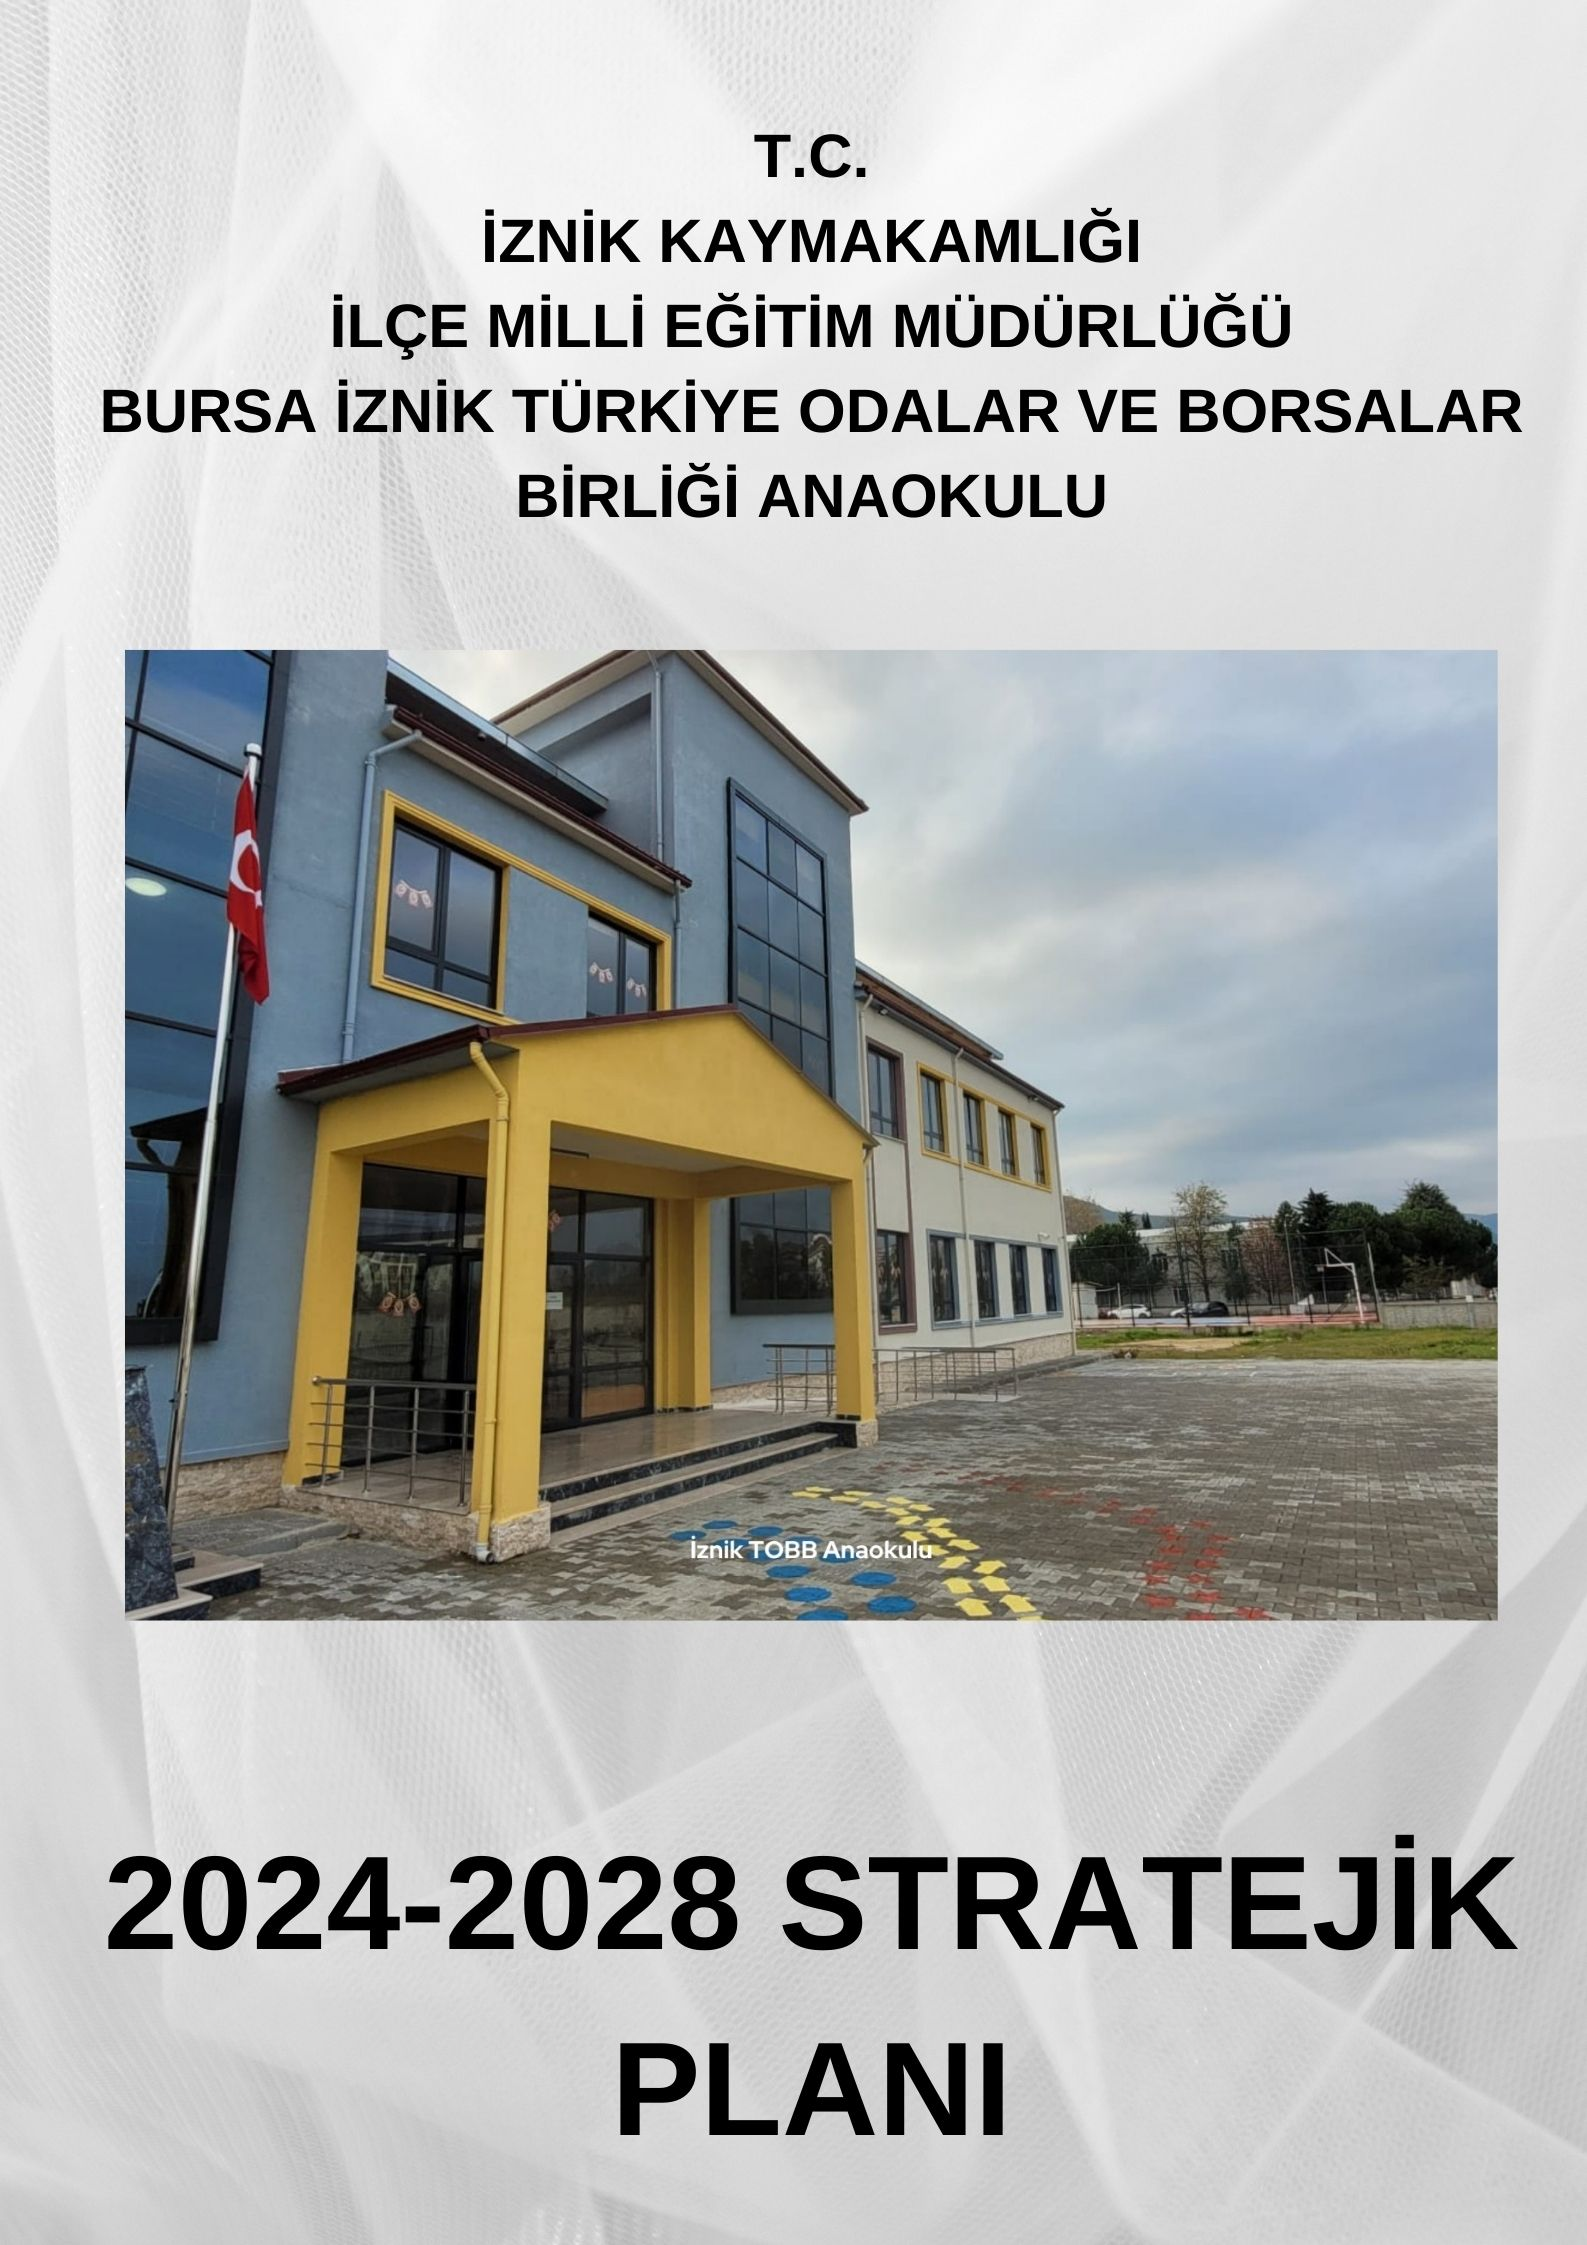 T.C.
İZNİK KAYMAKAMLIĞI
İLÇE MİLLİ EĞİTİM MÜDÜRLÜĞÜ
BURSA İZNİK TÜRKİYE ODALAR VE BORSALAR
BİRLİĞİ ANAOKULU
İznik TOBB Anaokulu
2024-2028 STRATEJİK
PLANI